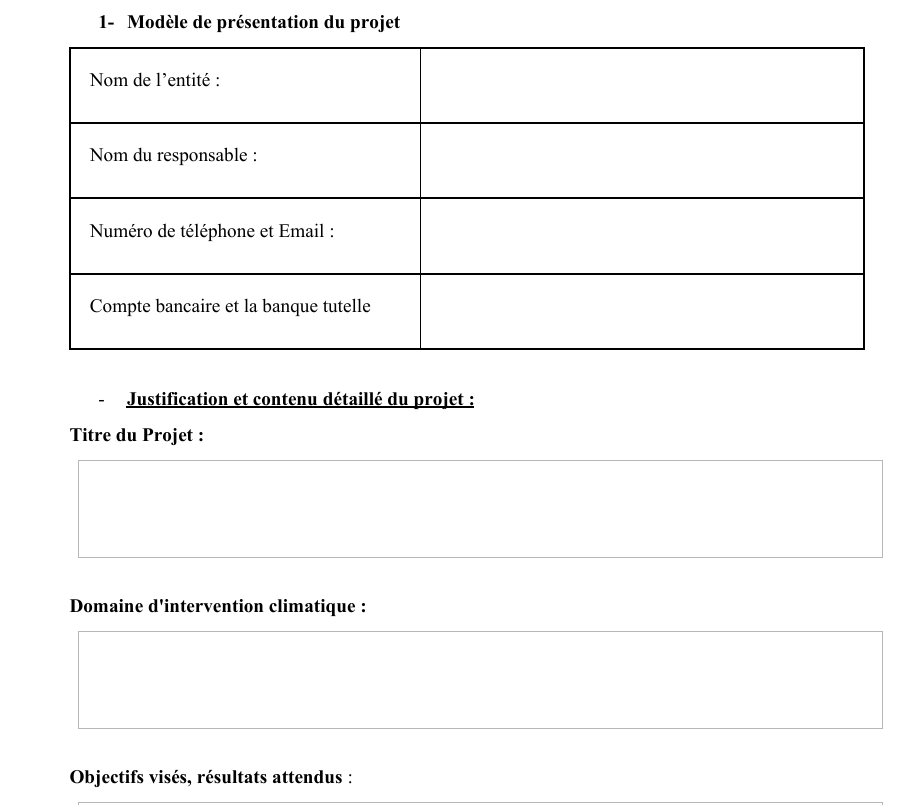 1- Modèle de présentation du projet
Nom de l’entité :
Nom du responsable :
Numéro de téléphone et Email :
Compte bancaire et la banque tutelle
- Justification et contenu détaillé du projet :
Titre du Projet :
Domaine d'intervention climatique :
Objectifs visés, résultats attendus :